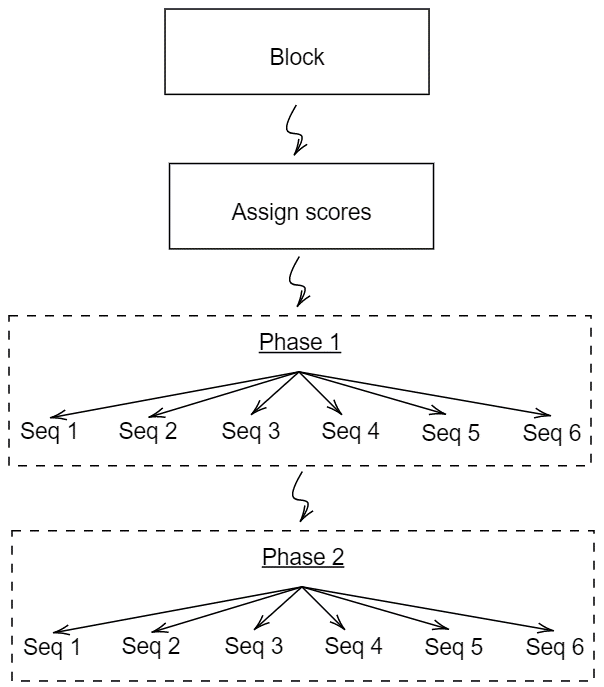 Block
Assign scores
Phase 1
Seq 1 Seq 2 Seq 3 Seq 4 Seq 5 Seq 6
Phase 2
Seq 1 Seq 2 Seq 3 Seq 4 Seq 5 Seq 6